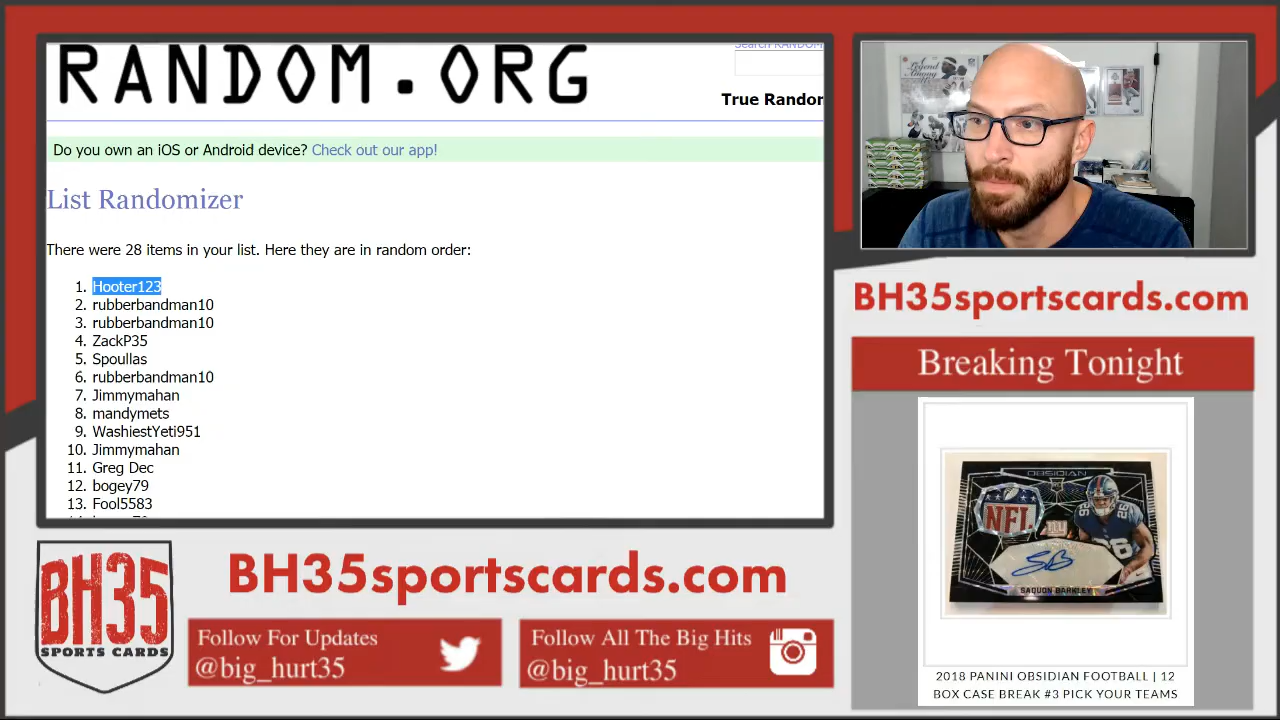 RANDOM.ORG
Search RANDOM
True Random
Do you own an iOS or Android device? Check out our app!
List Randomizer
There were 28 items in your list. Here they are in random order:
1. Hooter123
2. rubberbandman10
3. rubberbandman10
4. ZackP35
5. Spoullas
6. rubberbandman10
7. Jimmymahan
8. mandymets
9. WashiestYeti951
10. Jimmymahan
11. Greg Dec
12. bogey79
13. Fool5583
BH35sportscards.com
Breaking Tonight
OBSIDIAN
NFL
SAQUON BARKLEY
2018 PANINI OBSIDIAN FOOTBALL | 12
BOX CASE BREAK #3 PICK YOUR TEAMS
BH35
SPORTS CARDS
BH35sportscards.com
Follow For Updates
@big_hurt35
Follow All The Big Hits
@big_hurt35